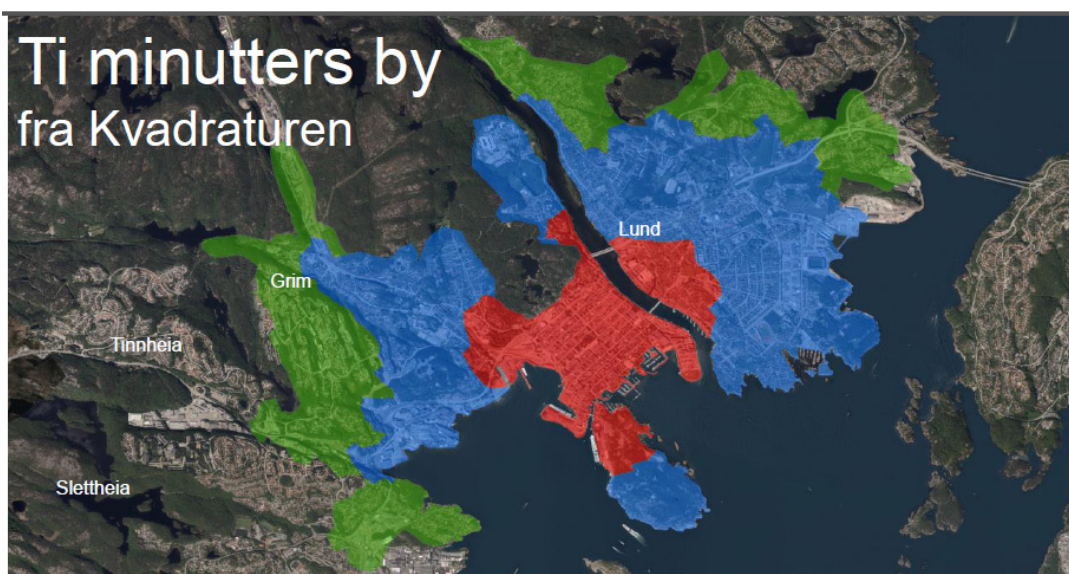 Ti minutters by
fra Kvadraturen
Lund
Grim
Tinnheia
Slettheia